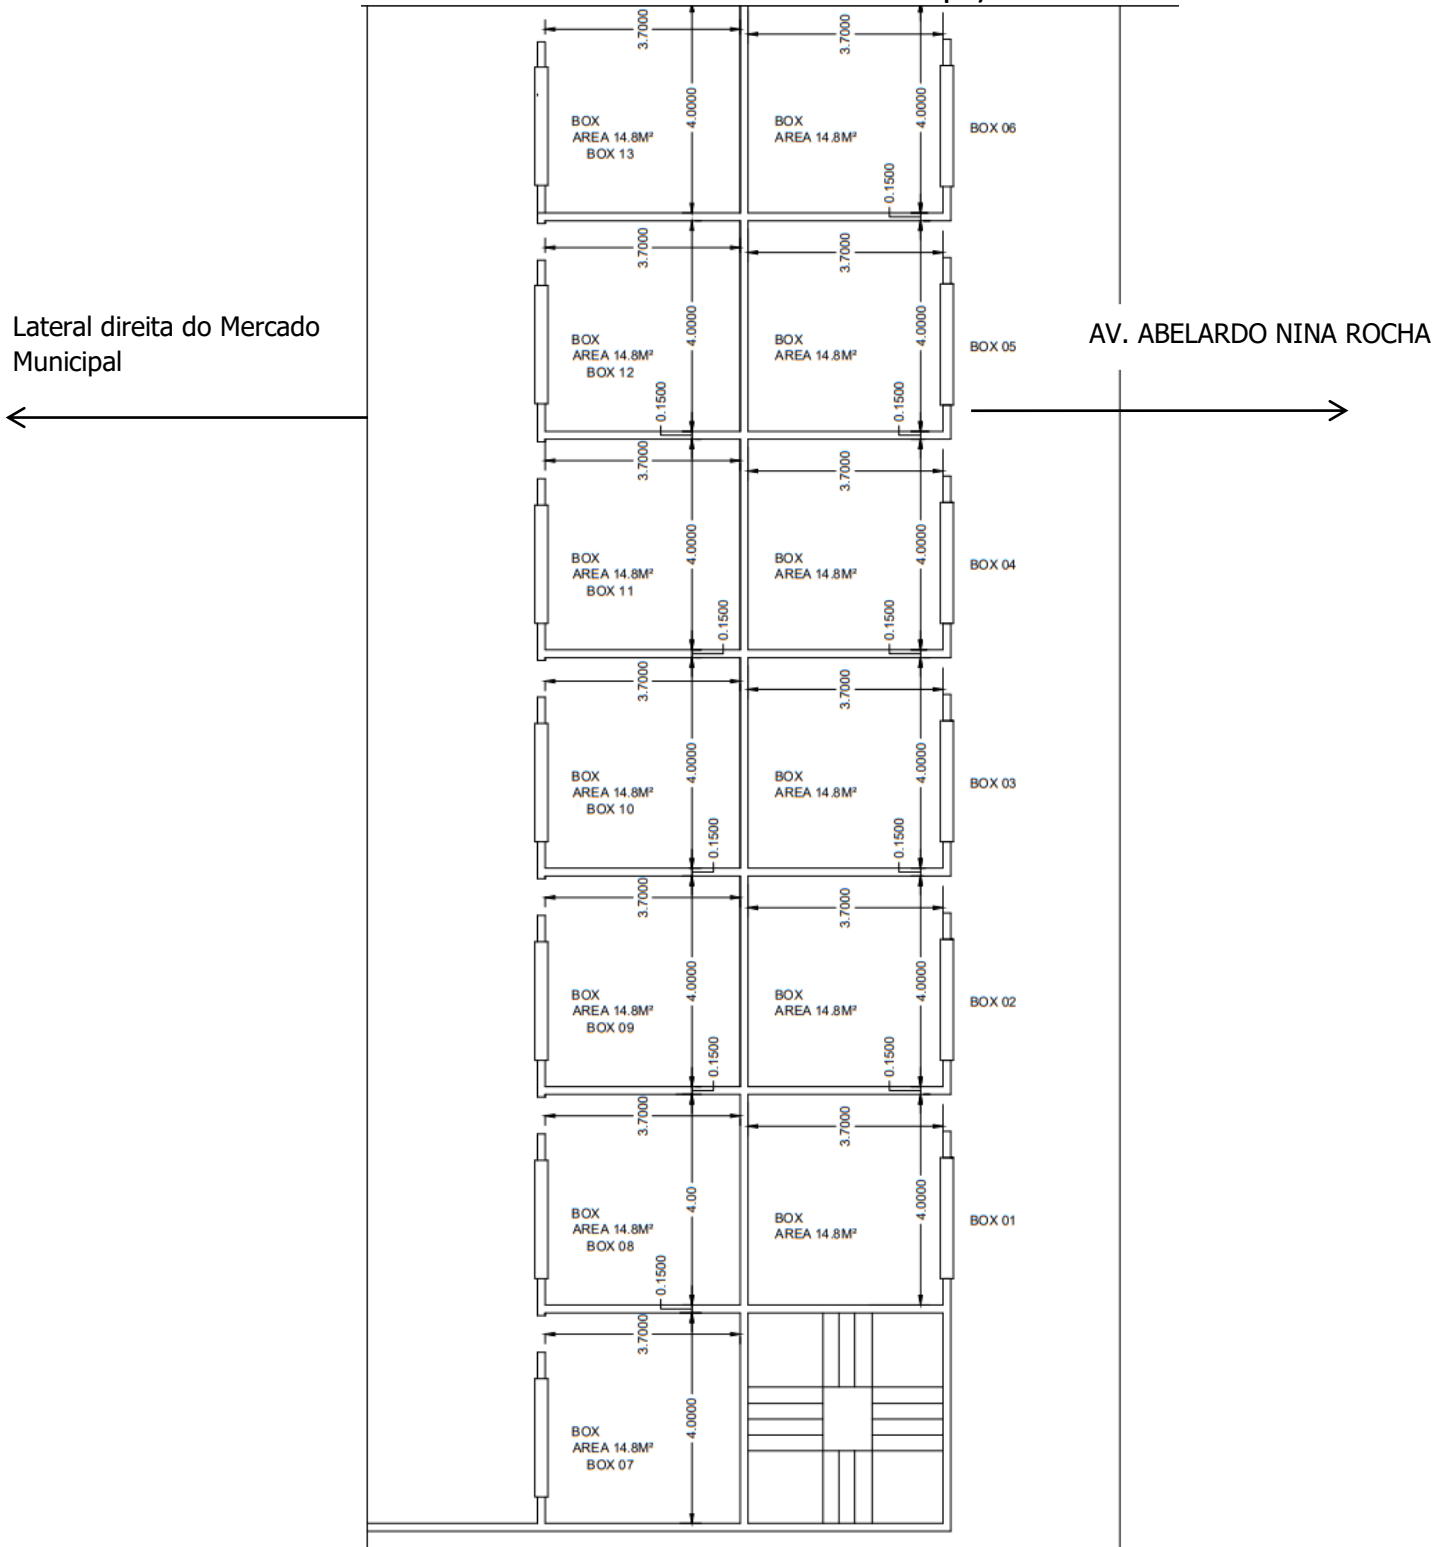 3.7000
3.7000
4.0000
4.0000
BOX
AREA 14.8M²
BOX 13
BOX
AREA 14.8M²
BOX 06
0.1500
3.7000
3.7000
4.0000
4.0000
Lateral direita do Mercado
Municipal
AV. ABELARDO NINA ROCHA
BOX
AREA 14.8M²
BOX 12
BOX
AREA 14.8M²
BOX 05
0.1500
0.1500
3.7000
3.7000
4.0000
4.0000
BOX
AREA 14.8M²
BOX 11
BOX
AREA 14.8M²
BOX 04
0.1500
0.1500
3.7000
3.7000
4.0000
4.0000
BOX
AREA 14.8M²
BOX 10
BOX
AREA 14.8M²
BOX 03
0.1500
0.1500
3.7000
3.7000
4.0000
4.0000
BOX
AREA 14.8M²
BOX 09
BOX
AREA 14.8M²
BOX 02
0.1500
0.1500
3.7000
3.7000
4.00
4.0000
BOX
AREA 14.8M²
BOX 08
BOX
AREA 14.8M²
BOX 01
0.1500
3.7000
4.0000
BOX
AREA 14.8M²
BOX 07